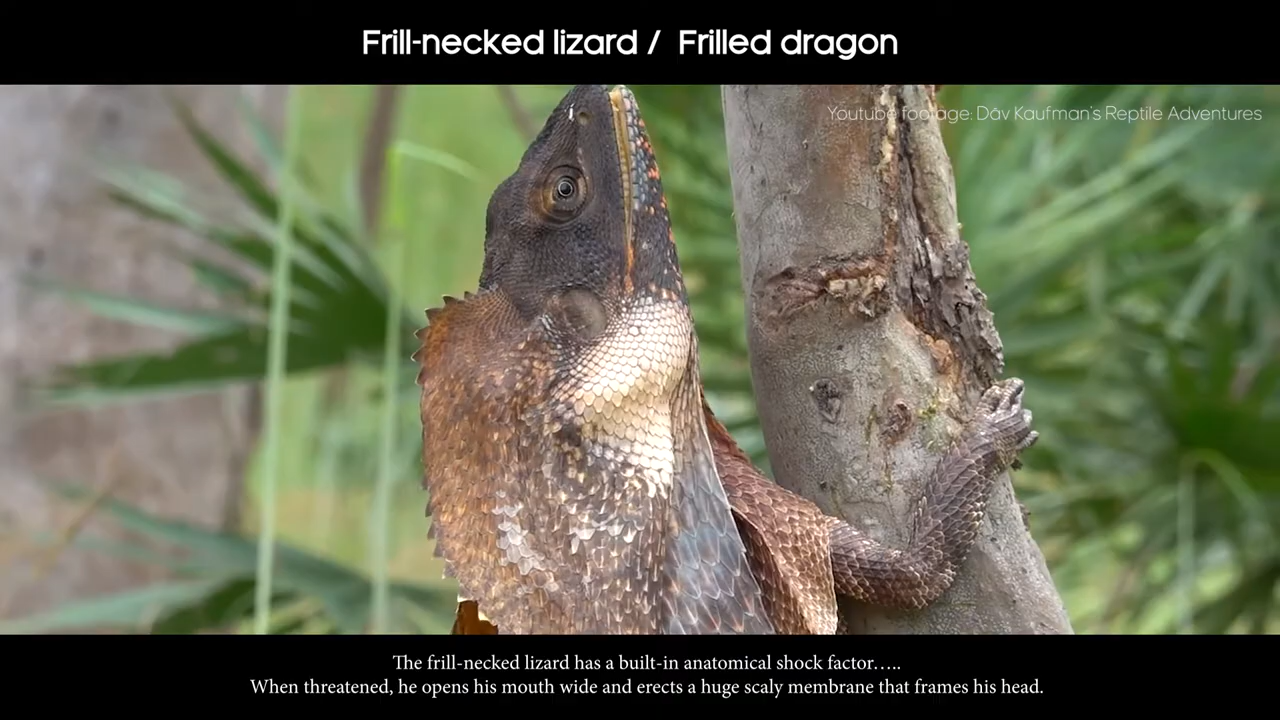 Frill-necked lizard / Frilled dragon
Youtube footage: Dāv Kaufman's Reptile Adventures
The frill-necked lizard has a built-in anatomical shock factor…..
When threatened, he opens his mouth wide and erects a huge scaly membrane that frames his head.